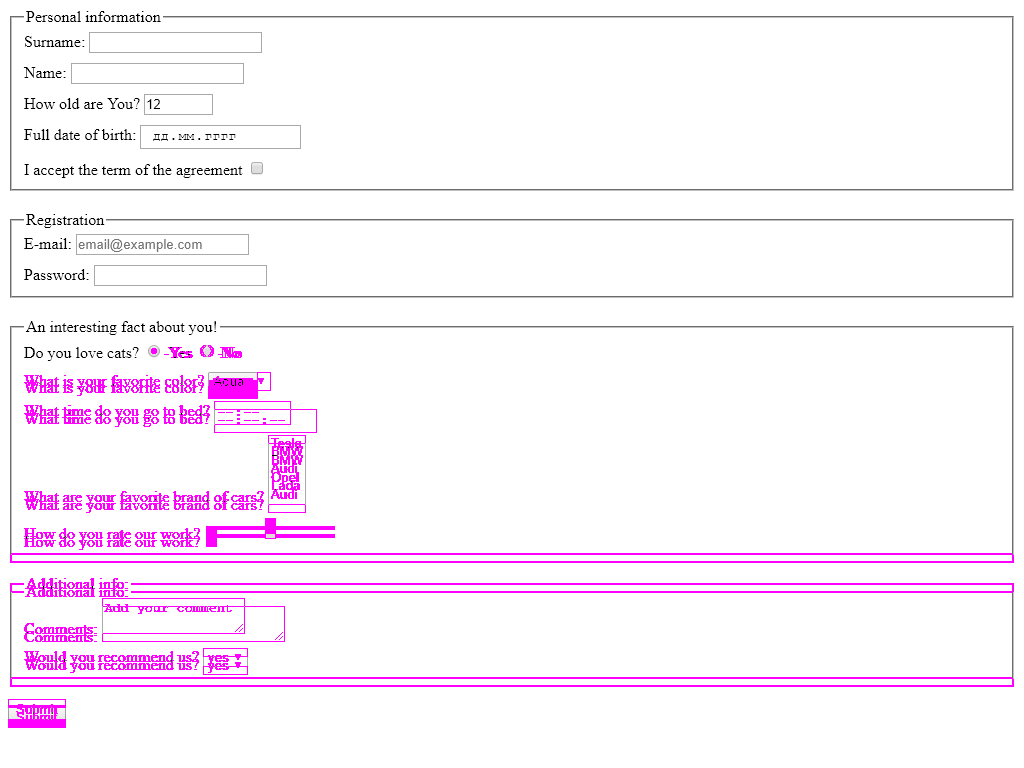 Personal information
Surname:
Name:
How old are You? 12
Full date of birth: дд.мм.гггг
I accept the term of the agreement
Registration
E-mail: email@example.com
Password:
An interesting fact about you!
Do you love cats? -Yes -No
What is your favorite color? Aqua
What is your favorite color?
What time do you go to bed? --:--
What time do you go to bed? --:--
Tesla
BMW
BMW
Audi
Opel
Lada
Audi
What are your favorite brand of cars?
What are your favorite brand of cars?
How do you rate our work?
How do you rate our work?
Additional info:
Additional info:
Add your comment
Comments:
Comments:
Would you recommend us? yes
Would you recommend us? yes
Submit
Submit